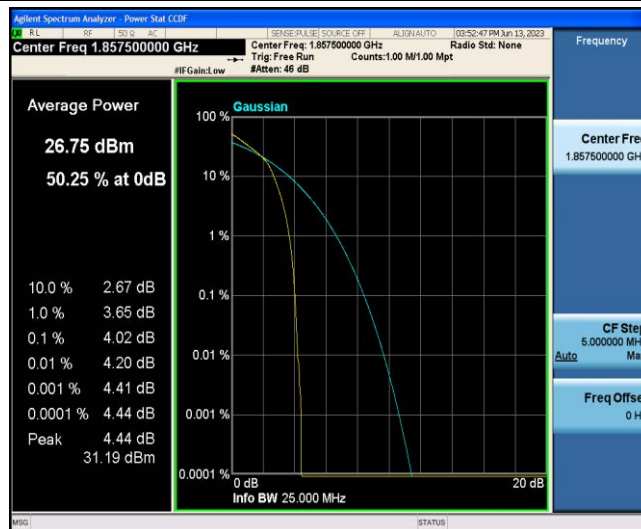 Agilent Spectrum Analyzer - Power Stat CCDF
RL RF 50 Ω AC SENSE:PULSE SOURCE OFF ALIGNAUTO 03:52:47 PM Jun 13, 2023
Center Freq 1.857500000 GHz
Center Freq: 1.857500000 GHz Radio Std: None
Trig: Free Run Counts:1.00 M/1.00 Mpt
#IFGain:Low #Atten: 46 dB
Frequency
Average Power
26.75 dBm
50.25 % at 0dB
10.0 % 2.67 dB
1.0 % 3.65 dB
0.1 % 4.02 dB
0.01 % 4.20 dB
0.001 % 4.41 dB
0.0001 % 4.44 dB
Peak 4.44 dB
31.19 dBm
Gaussian
100 %
10 %
1 %
0.1 %
0.01 %
0.001 %
0.0001 %
0 dB 20 dB
Info BW 25.000 MHz
Center Fre
1.857500000 GH
CF Ste
5.000000 MH
Auto Ma
Freq Offse
0 H
MSG STATUS